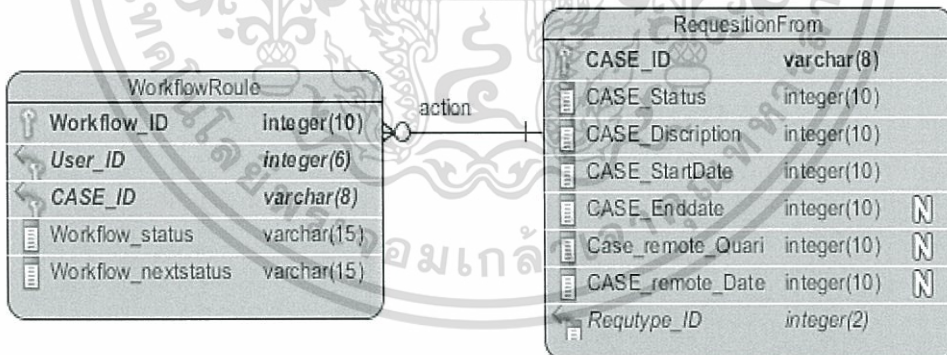 WorkflowRoule
Workflow_ID integer(10)
User_ID integer(6)
CASE_ID varchar(8)
Workflow_status varchar(15)
Workflow_nextstatus varchar(15)
action
RequesitionFrom
CASE_ID varchar(8)
CASE_Status integer(10)
CASE_Discription integer(10)
CASE_StartDate integer(10)
CASE_Enddate integer(10) N
Case_remote_Quari integer(10) N
CASE_remote_Date integer(10) N
Requtype_ID integer(2)